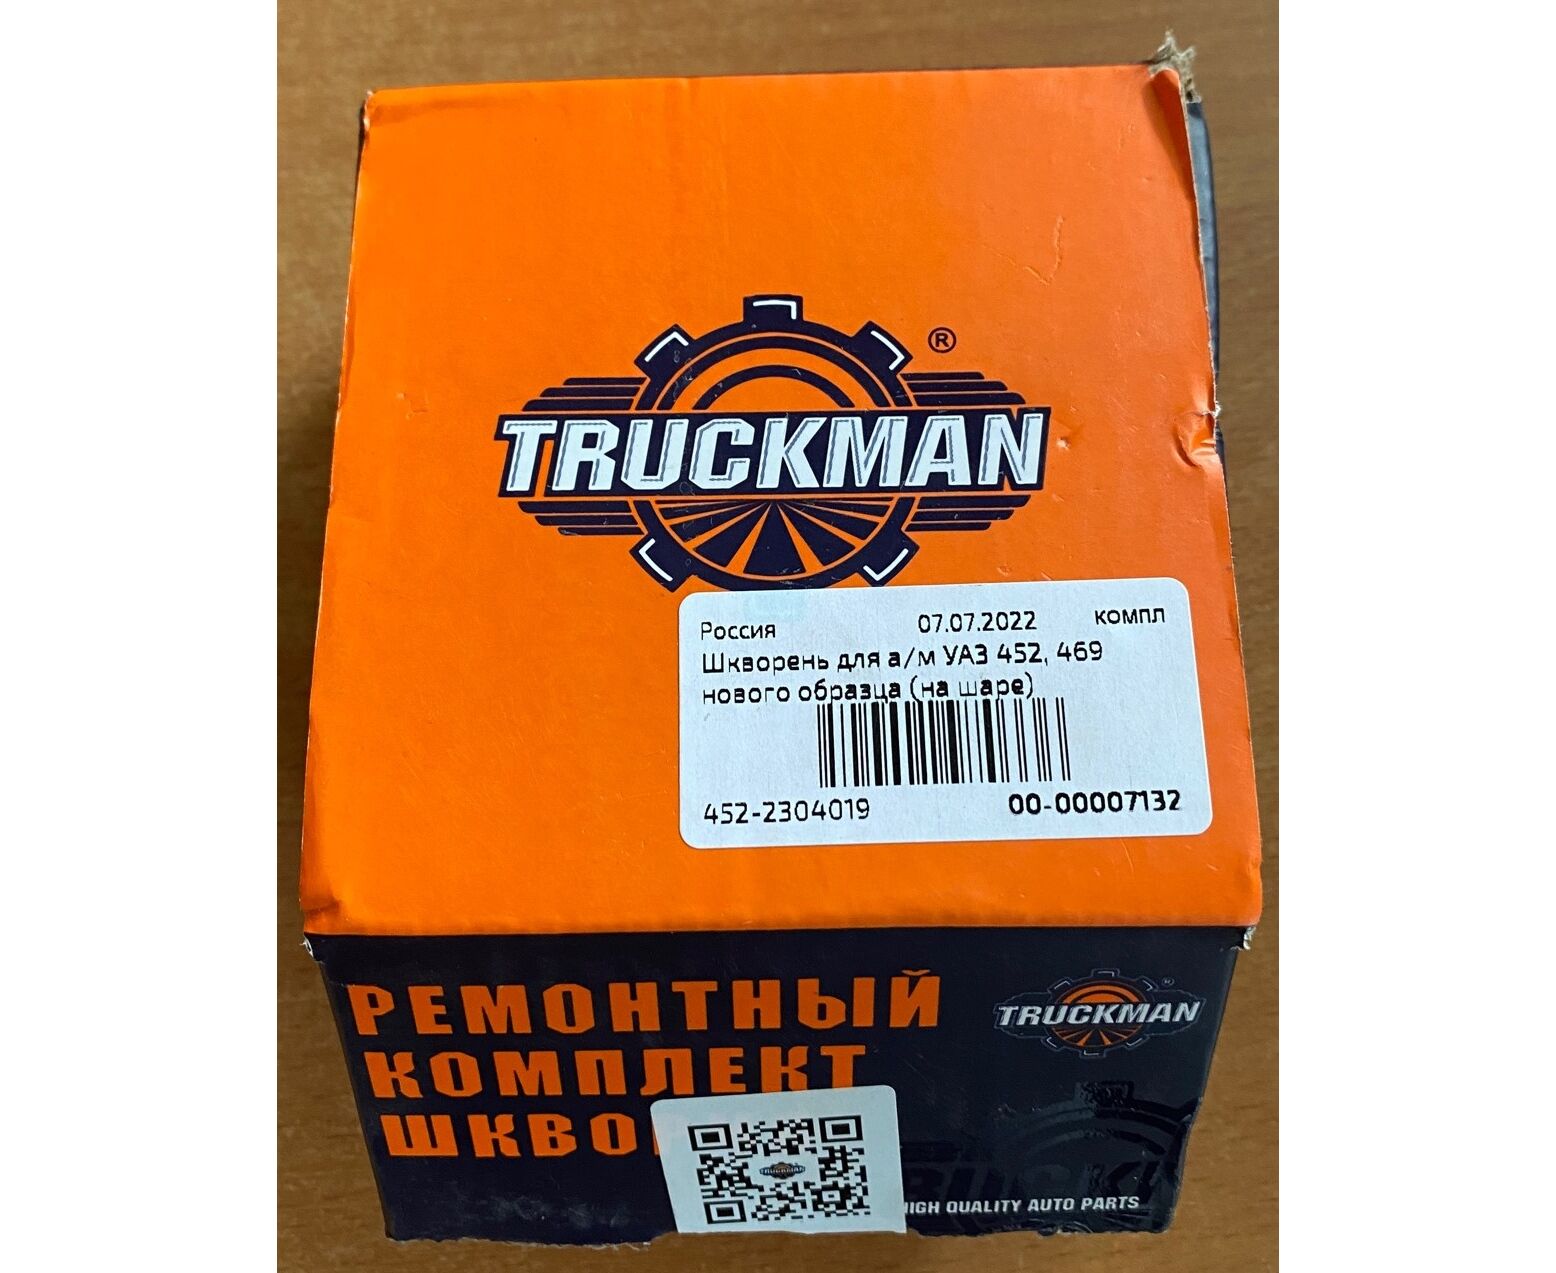 ®
TRUCKMAN
Россия 07.07.2022 компл
Шкворень для а/м УАЗ 452, 469
нового образца (на шаре)
452-2304019 00-00007132
РЕМОНТНЫЙ
КОМПЛЕКТ
TRUCKMAN
TRUCKMAN
QUALITY AUTO PARTS